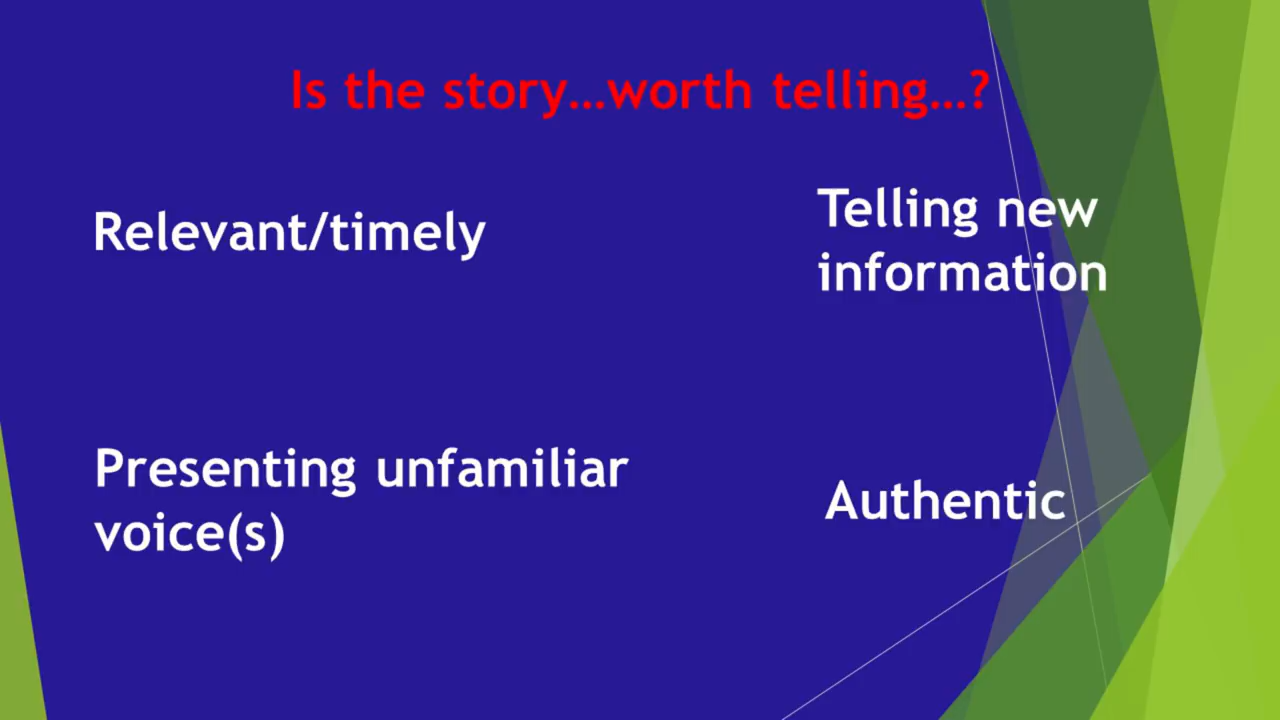 Is the story…worth telling…?
Relevant/timely
Telling new
information
Presenting unfamiliar
voice(s)
Authentic